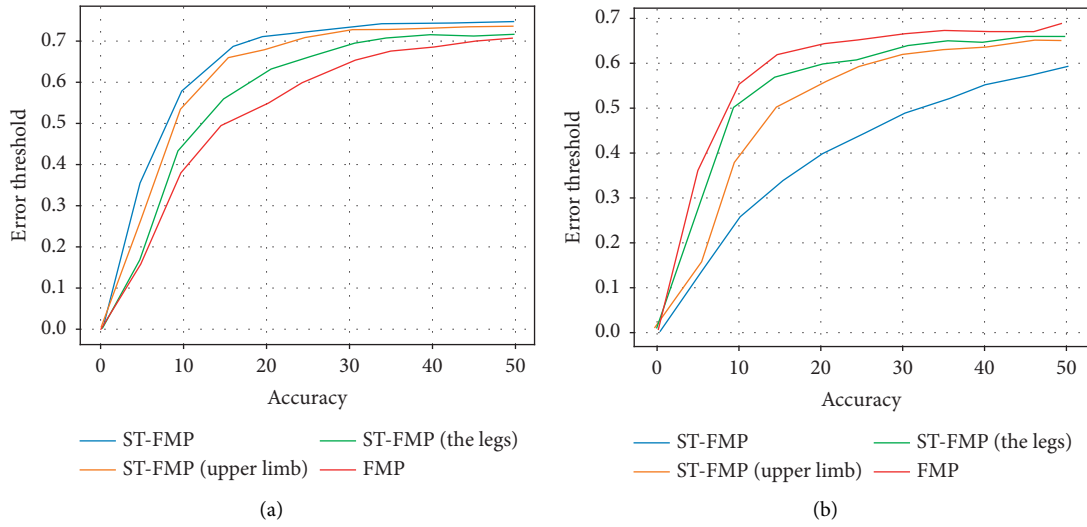 Error threshold
0.7
0.6
0.5
0.4
0.3
0.2
0.1
0.0
0 10 20 30 40 50
Accuracy
ST-FMP
ST-FMP (upper limb)
ST-FMP (the legs)
FMP
(a)
Error threshold
0.7
0.6
0.5
0.4
0.3
0.2
0.1
0.0
0 10 20 30 40 50
Accuracy
ST-FMP
ST-FMP (upper limb)
ST-FMP (the legs)
FMP
(b)